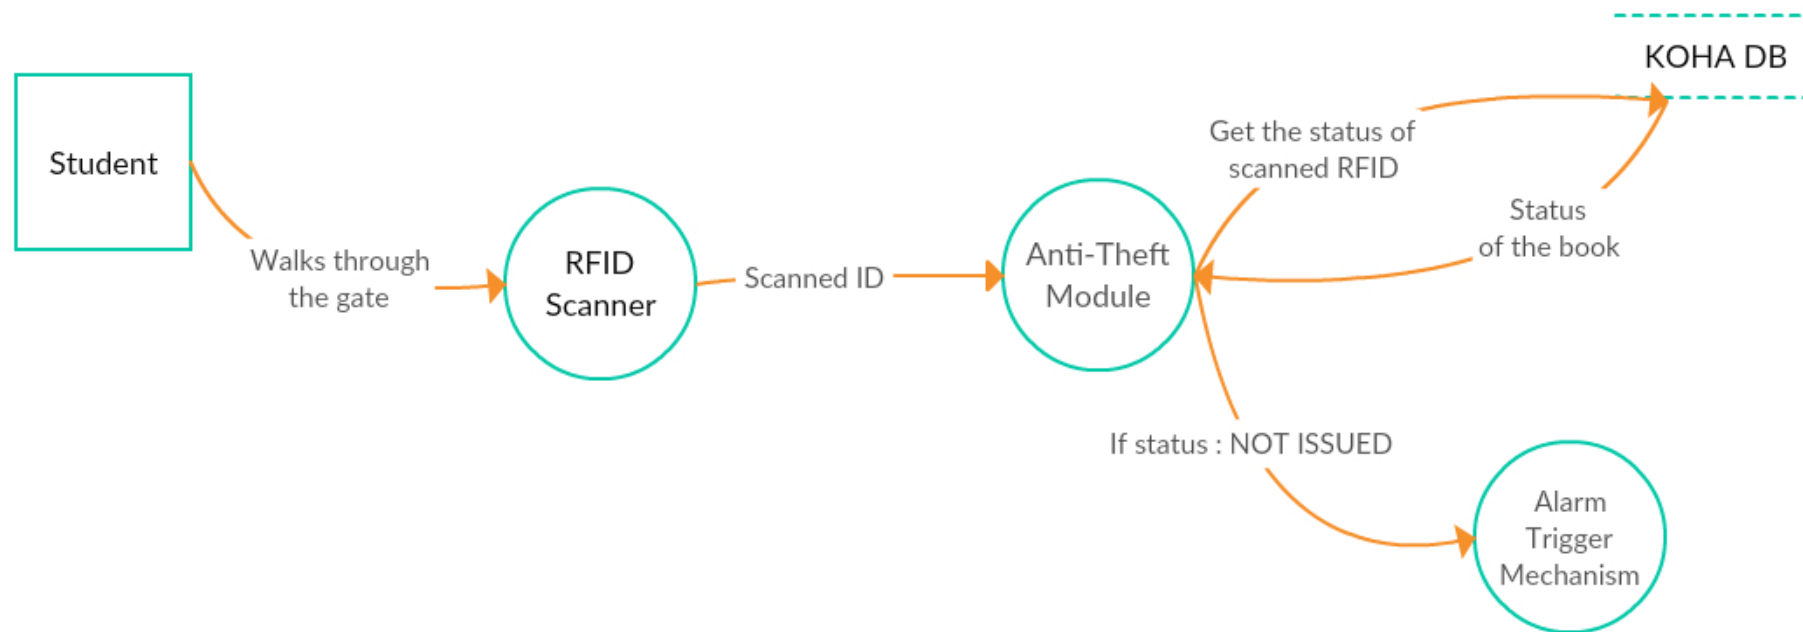 KOHA DB
Student
Get the status of
scanned RFID
Status
of the book
Walks through
the gate
RFID
Scanner
Scanned ID
Anti-Theft
Module
If status : NOT ISSUED
Alarm
Trigger
Mechanism